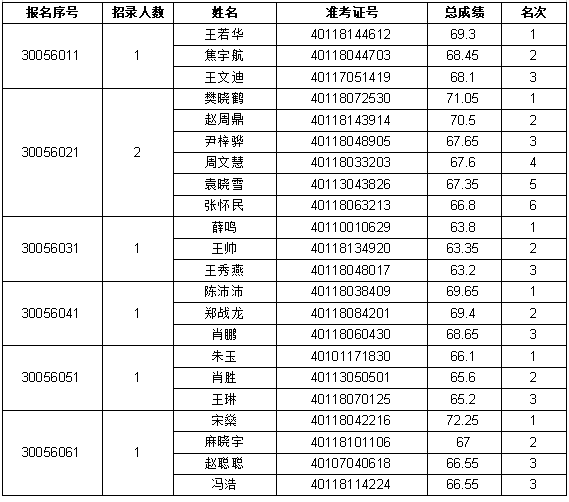 报名序号 招录人数 姓名 准考证号 总成绩 名次
30056011 1 王若华 40118144612 69.3 1
焦宇航 40118044703 68.45 2
王文迪 40117051419 68.1 3
30056021 2 樊晓鹤 40118072530 71.05 1
赵周鼎 40118143914 70.5 2
尹梓骅 40118048905 67.65 3
周文慧 40118033203 67.6 4
袁晓雪 40113043826 67.35 5
张怀民 40118063213 66.8 6
30056031 1 薛鸣 40110010629 63.8 1
王帅 40118134920 63.35 2
王秀燕 40118048017 63.2 3
30056041 1 陈沛沛 40118038409 69.65 1
郑战龙 40118084201 69.4 2
肖鹏 40118060430 68.65 3
30056051 1 朱玉 40101171830 66.1 1
肖胜 40113050501 65.6 2
王琳 40118070125 65.2 3
30056061 1 宋燊 40118042216 72.25 1
麻晓宇 40118101106 67 2
赵聪聪 40107040618 66.55 3
冯浩 40118114224 66.55 3